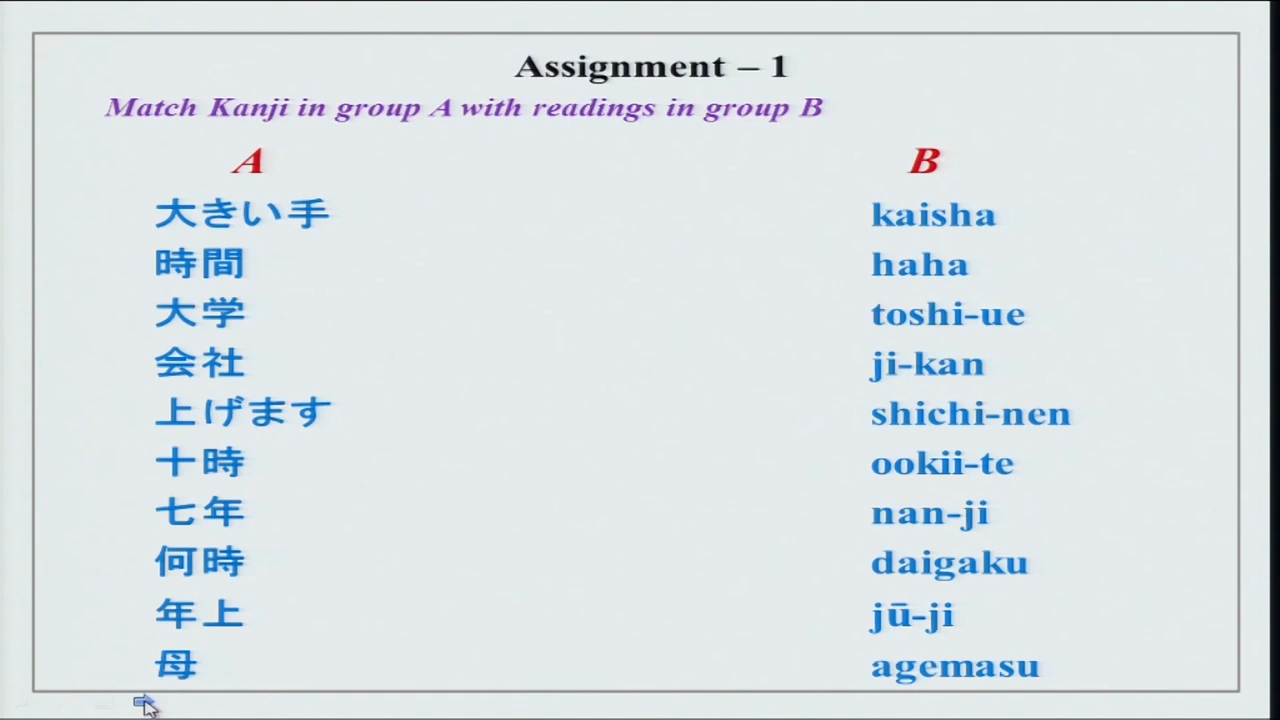 Assignment – 1
Match Kanji in group A with readings in group B
A B
大きい手 kaisha
時間 haha
大学 toshi-ue
会社 ji-kan
上げます shichi-nen
十時 ookii-te
七年 nan-ji
何時 daigaku
年上 jū-ji
母 agemasu